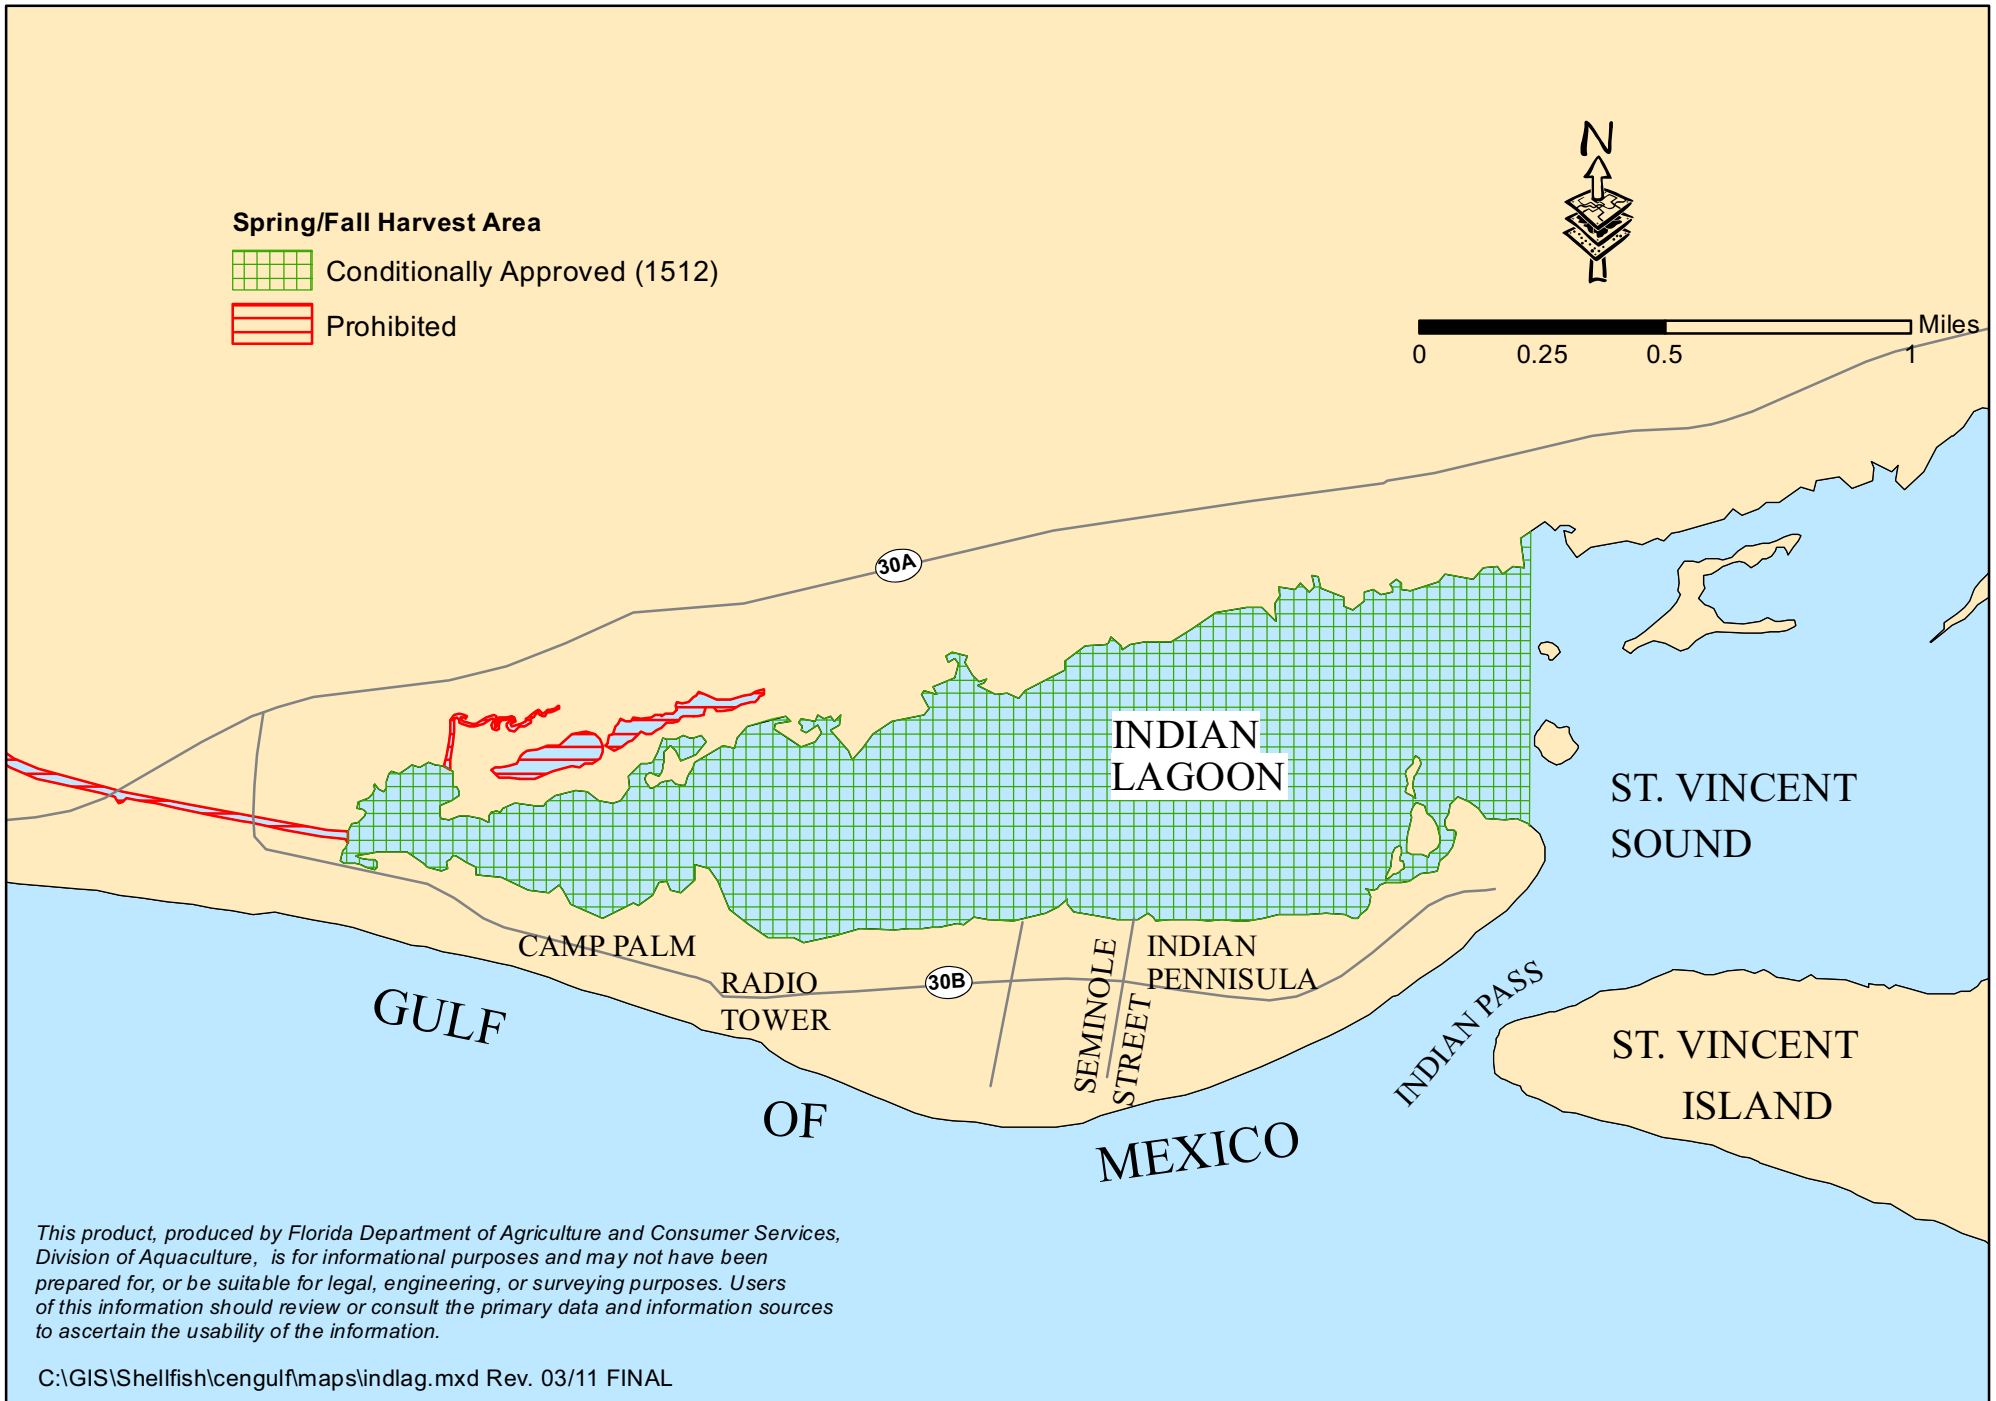 N
Spring/Fall Harvest Area
Conditionally Approved (1512)
Prohibited
Miles
0 0.25 0.5 1
30A
INDIAN
LAGOON
ST. VINCENT
SOUND
CAMP PALM
RADIO
TOWER
30B
SEMINOLE
STREET
INDIAN
PENNISULA
INDIAN PASS
ST. VINCENT
ISLAND
GULF
OF
MEXICO
This product, produced by Florida Department of Agriculture and Consumer Services,
Division of Aquaculture, is for informational purposes and may not have been
prepared for, or be suitable for legal, engineering, or surveying purposes. Users
of this information should review or consult the primary data and information sources
to ascertain the usability of the information.
C:\GIS\Shellfish\cengulf\maps\indlag.mxd Rev. 03/11 FINAL